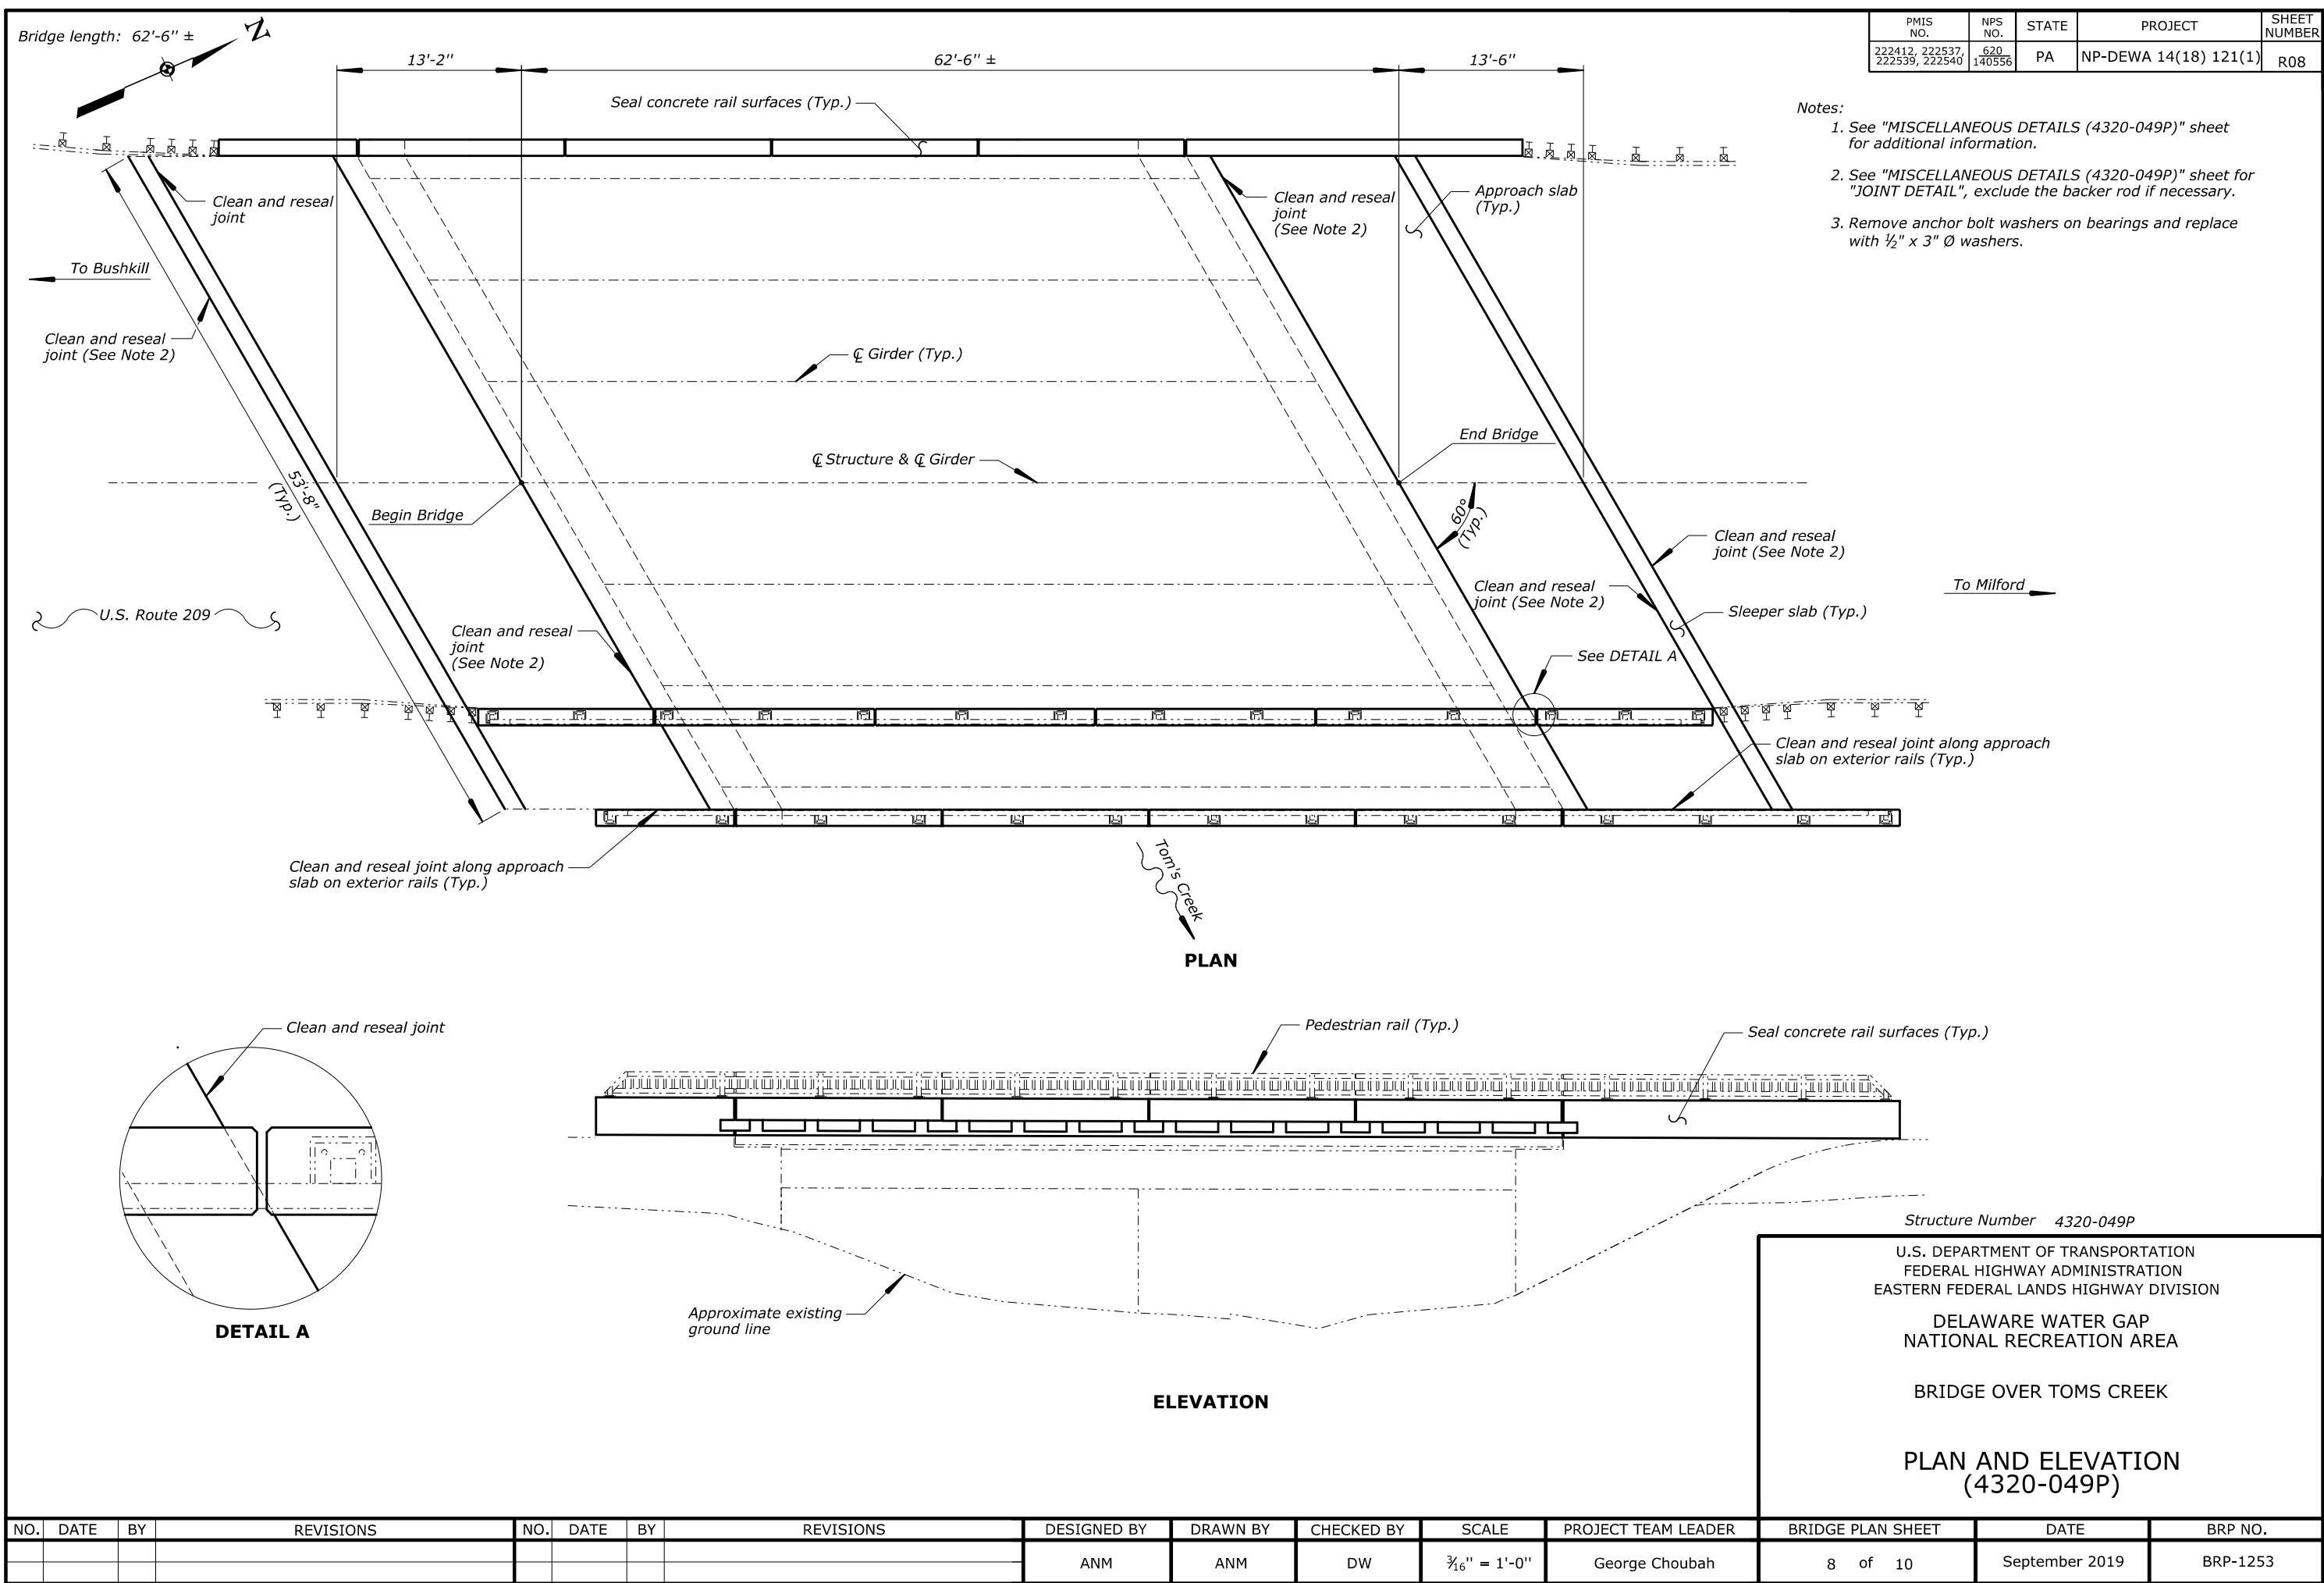 Bridge length: 62'-6" ±
N
13'-2"
62'-6" ±
13'-6"
PMIS
NO.
NPS
NO.
STATE
PROJECT
SHEET
NUMBER
222412, 222537,
222539, 222540
620
140556
PA
NP-DEWA 14(18) 121(1)
R08
Seal concrete rail surfaces (Typ.)
Notes:
1. See "MISCELLANEOUS DETAILS (4320-049P)" sheet
for additional information.
2. See "MISCELLANEOUS DETAILS (4320-049P)" sheet for
"JOINT DETAIL", exclude the backer rod if necessary.
3. Remove anchor bolt washers on bearings and replace
with ½" x 3" Ø washers.
Clean and reseal
joint
Clean and reseal
joint
(See Note 2)
Approach slab
(Typ.)
To Bushkill
Clean and reseal
joint (See Note 2)
℄ Girder (Typ.)
End Bridge
℄ Structure & ℄ Girder
53'-8"
(Typ.)
Begin Bridge
60°
(Typ.)
Clean and reseal
joint (See Note 2)
Clean and reseal
joint (See Note 2)
To Milford
U.S. Route 209
Sleeper slab (Typ.)
Clean and reseal
joint
(See Note 2)
See DETAIL A
Clean and reseal joint along approach
slab on exterior rails (Typ.)
Clean and reseal joint along approach
slab on exterior rails (Typ.)
Tom's Creek
PLAN
Clean and reseal joint
Pedestrian rail (Typ.)
Seal concrete rail surfaces (Typ.)
Approximate existing
ground line
DETAIL A
ELEVATION
Structure Number 4320-049P
U.S. DEPARTMENT OF TRANSPORTATION
FEDERAL HIGHWAY ADMINISTRATION
EASTERN FEDERAL LANDS HIGHWAY DIVISION
DELAWARE WATER GAP
NATIONAL RECREATION AREA
BRIDGE OVER TOMS CREEK
PLAN AND ELEVATION
(4320-049P)
NO. DATE BY REVISIONS NO. DATE BY REVISIONS DESIGNED BY DRAWN BY CHECKED BY SCALE PROJECT TEAM LEADER BRIDGE PLAN SHEET DATE BRP NO.
ANM ANM DW 3/16" = 1'-0" George Choubah 8 of 10 September 2019 BRP-1253